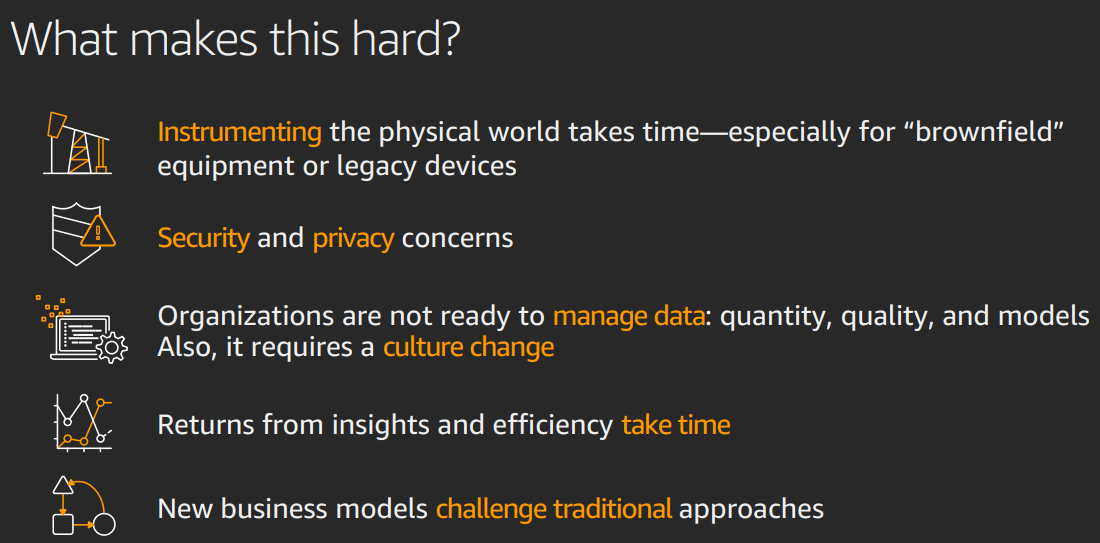 What makes this hard?
Instrumenting the physical world takes time—especially for “brownfield”
equipment or legacy devices
Security and privacy concerns
Organizations are not ready to manage data: quantity, quality, and models
Also, it requires a culture change
Returns from insights and efficiency take time
New business models challenge traditional approaches